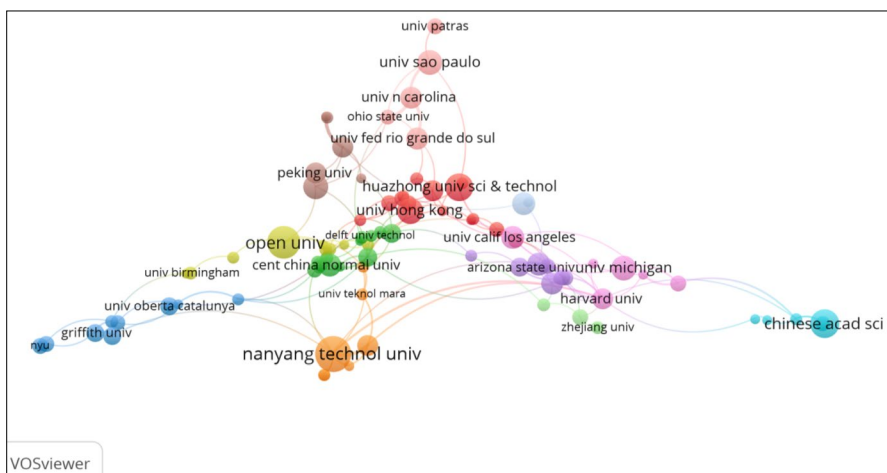 univ patras
univ sao paulo
univ n carolina
ohio state univ
univ fed rio grande do sul
peking univ
huazhong univ sci & technol
univ hong kong
delft univ technol
univ calif los angeles
open univ
cent china normal univ
arizona state univ
univ michigan
univ birmingham
univ teknol mara
harvard univ
univ oberta catalunya
zhejiang univ
chinese acad sci
griffith univ
nyu
nanyang technol univ
VOSviewer